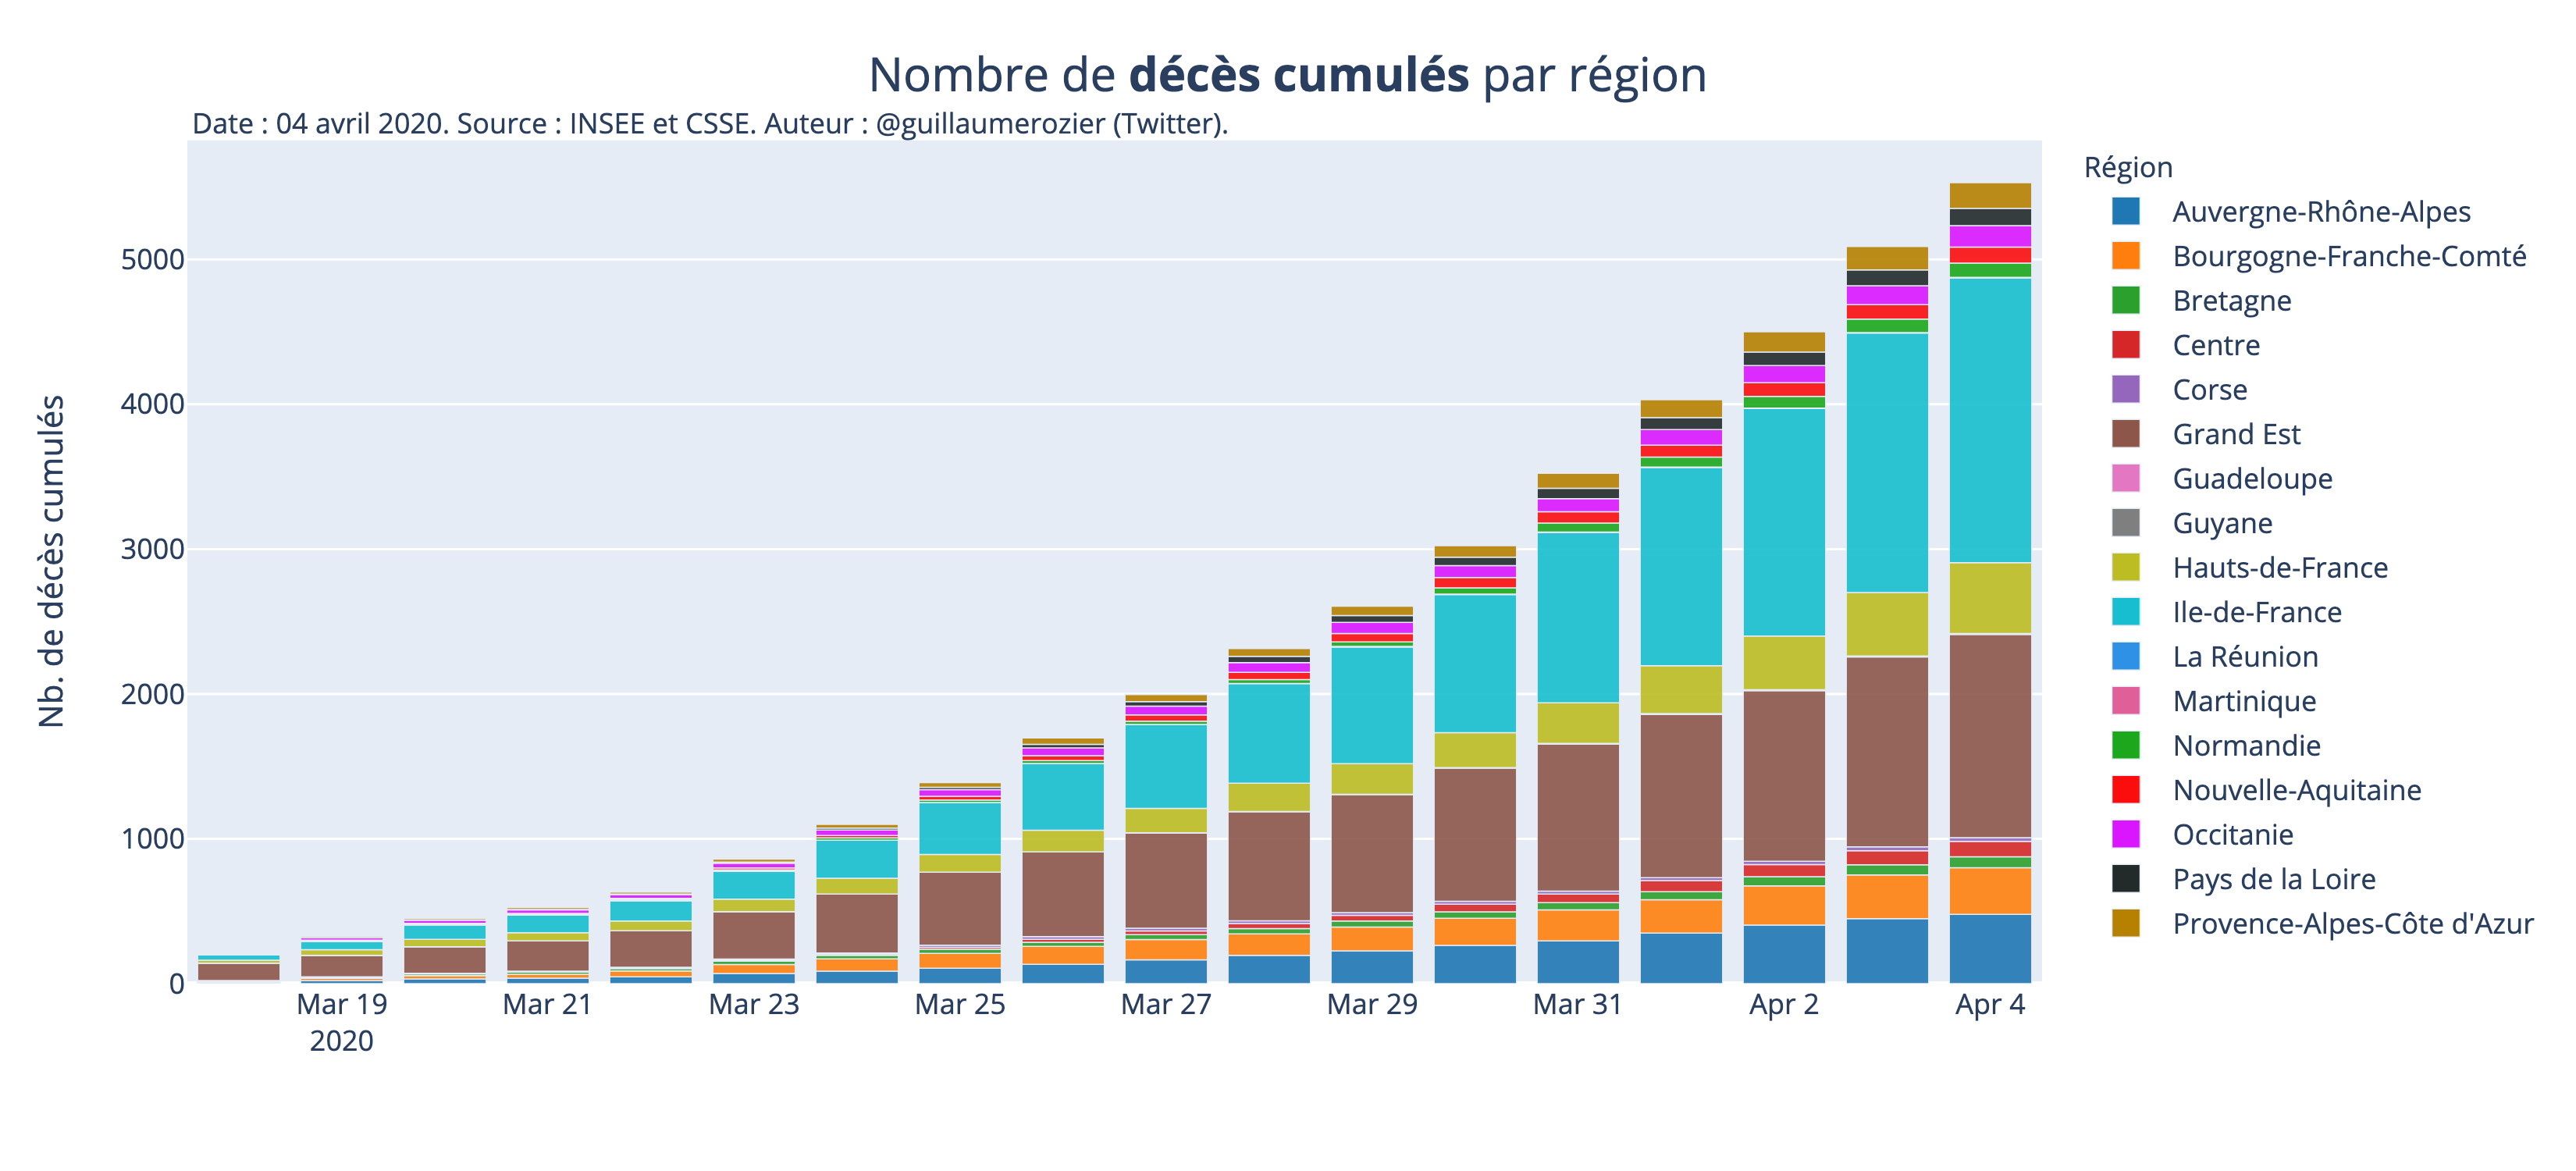 Nombre de décès cumulés par région
Date : 04 avril 2020. Source : INSEE et CSSE. Auteur : @guillaumerozier (Twitter).
Nb. de décès cumulés
5000
4000
3000
2000
1000
0
Mar 19
2020
Mar 21
Mar 23
Mar 25
Mar 27
Mar 29
Mar 31
Apr 2
Apr 4
Région
Auvergne-Rhône-Alpes
Bourgogne-Franche-Comté
Bretagne
Centre
Corse
Grand Est
Guadeloupe
Guyane
Hauts-de-France
Ile-de-France
La Réunion
Martinique
Normandie
Nouvelle-Aquitaine
Occitanie
Pays de la Loire
Provence-Alpes-Côte d'Azur